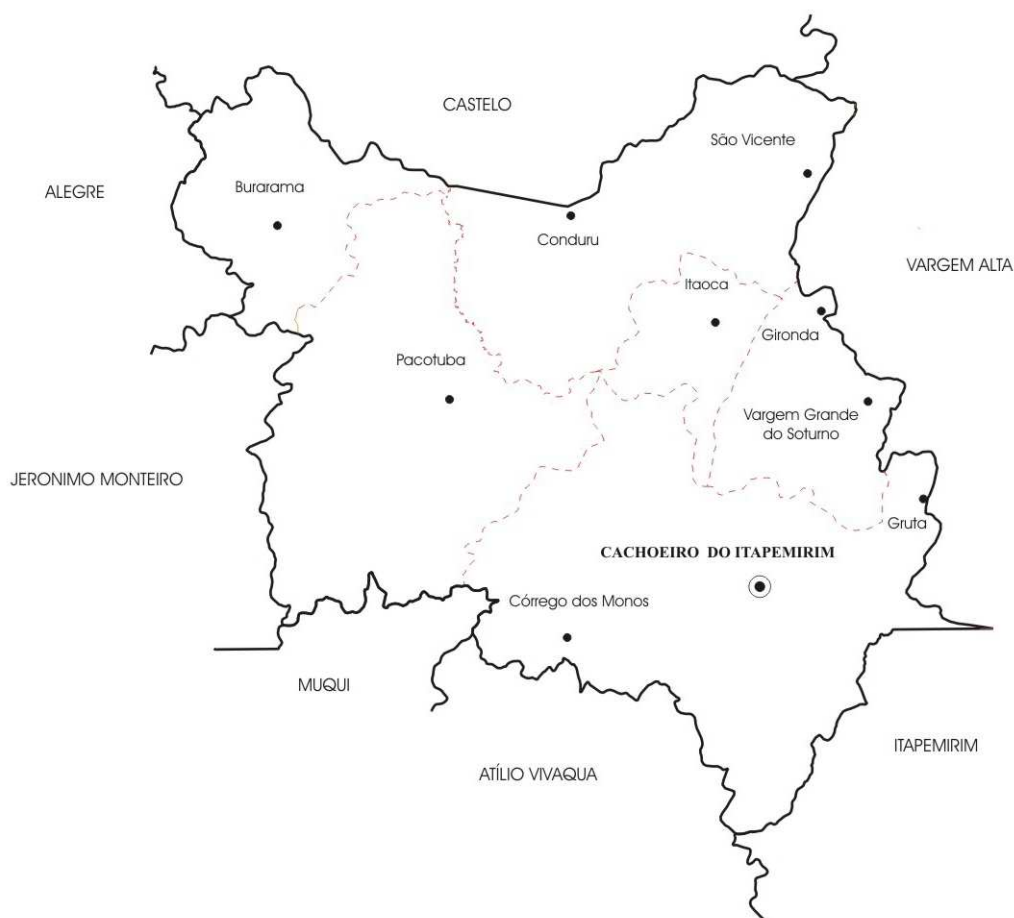 CASTELO
São Vicente
ALEGRE
Burarama
Conduru
VARGEM ALTA
Itaoca
Gironda
Pacotuba
Vargem Grande
do Soturno
JERONIMO MONTEIRO
Gruta
CACHOEIRO DO ITAPEMIRIM
Córrego dos Monos
MUQUI
ITAPEMIRIM
ATÍLIO VIVAQUA